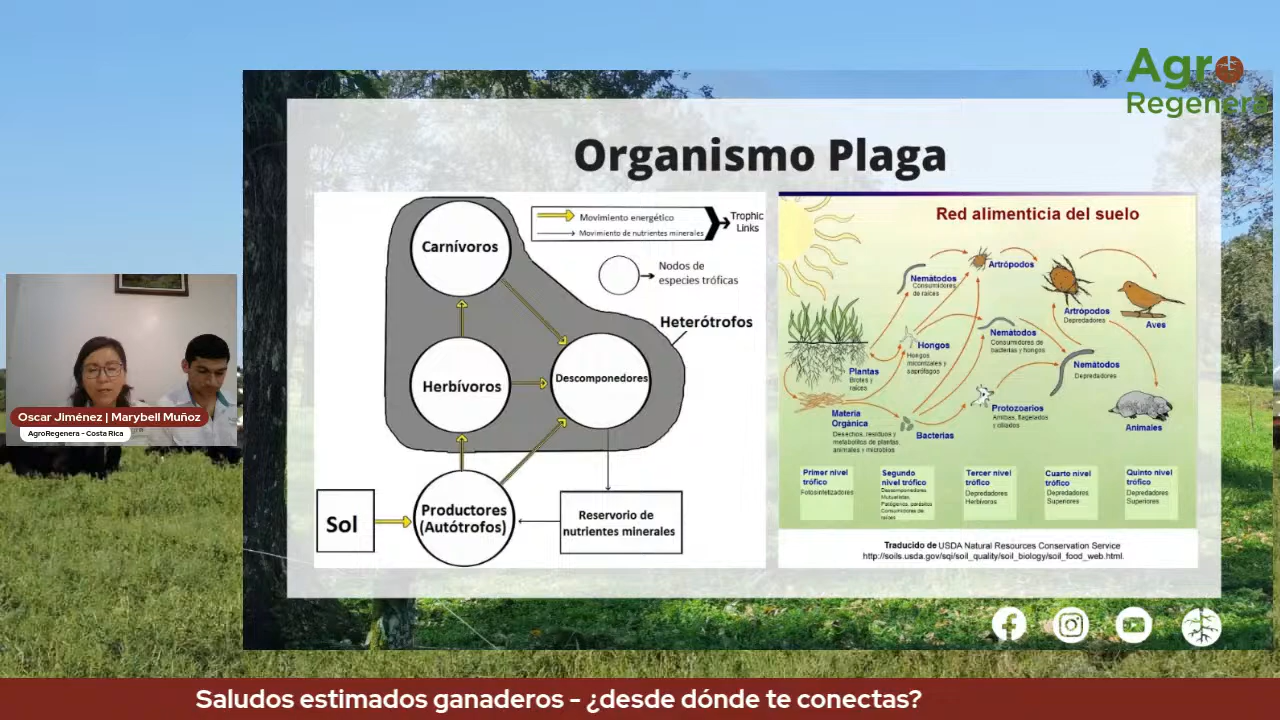 Agro
Regenera
Organismo Plaga
Carnívoros
Movimiento energético
Movimiento de nutrientes minerales
Trophic
Links
Nodos de
especies tróficas
Heterótrofos
Herbívoros
Descomponedores
Sol
Productores
(Autótrofos)
Reservorio de
nutrientes minerales
Red alimenticia del suelo
Nemátodos
Consumidores
de raíces
Artrópodos
Artrópodos
Depredadores
Aves
Hongos
Hongos
micorrízales y
saprófagos
Nemátodos
Consumidores de
bacterias y hongos
Nemátodos
Depredadores
Plantas
Brotes y
raíces
Materia
Orgánica
Desechos, residuos y
metabolitos de plantas,
animales y microbios
Bacterias
Protozoarios
Amibas, flagelados
y ciliados
Animales
Primer nivel
trófico
Fotosintetizadores
Segundo
nivel trófico
Descomponedores
Mutualistas
Patógenos, parásitos
Consumidores de
raíces
Tercer nivel
trófico
Depredadores
Herbívoros
Cuarto nivel
trófico
Depredadores
Superiores
Quinto nivel
trófico
Depredadores
Superiores
Traducido de USDA Natural Resources Conservation Service
http://soils.usda.gov/sqi/soil_quality/soil_biology/soil_food_web.html.
Oscar Jiménez | Marybell Muñoz
AgroRegenera - Costa Rica
Saludos estimados ganaderos - ¿desde dónde te conectas?